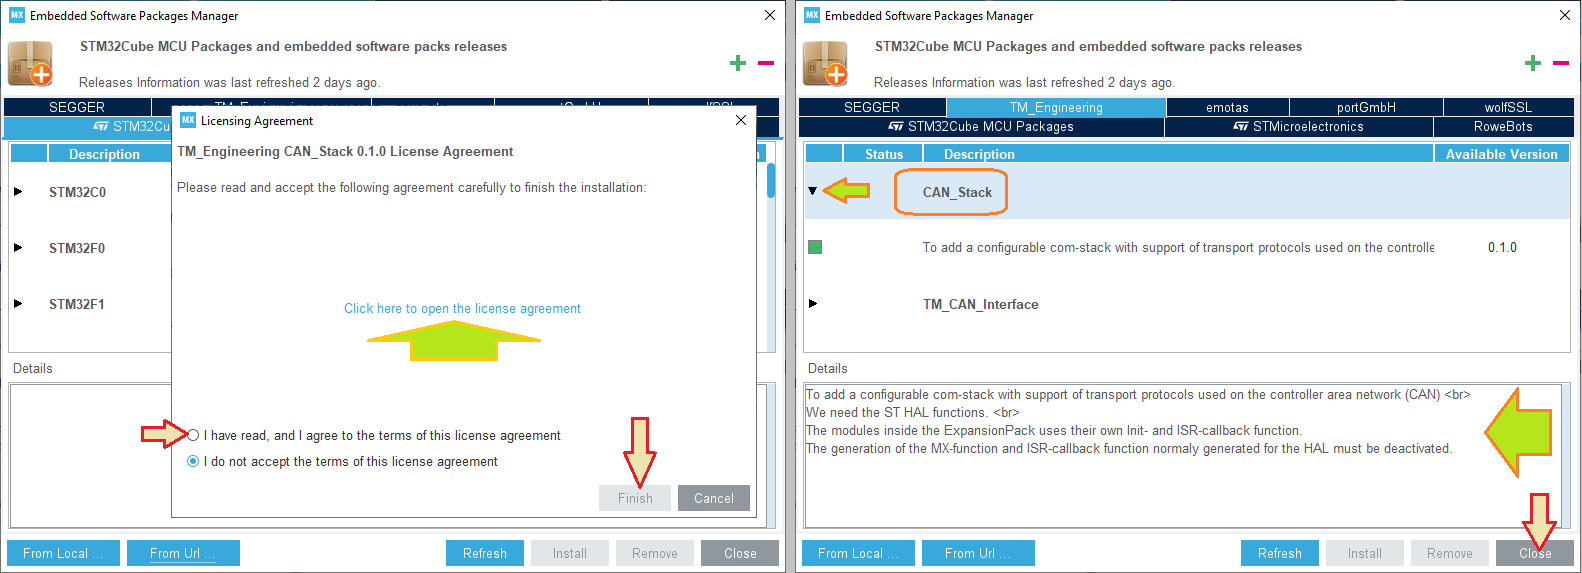 Embedded Software Packages Manager
STM32Cube MCU Packages and embedded software packs releases
Releases Information was last refreshed 2 days ago.
SEGGER
STM32Cu
MX Licensing Agreement
TM_Engineering CAN_Stack 0.1.0 License Agreement
Please read and accept the following agreement carefully to finish the installation:
Click here to open the license agreement
I have read, and I agree to the terms of this license agreement
I do not accept the terms of this license agreement
Finish Cancel
Description
STM32C0
STM32F0
STM32F1
Details
From Local ... From Url ... Refresh Install Remove Close
MX Embedded Software Packages Manager
STM32Cube MCU Packages and embedded software packs releases
Releases Information was last refreshed 2 days ago.
SEGGER TM_Engineering emotas portGmbH wolfSSL
STM32Cube MCU Packages STMicroelectronics RoweBots
Status Description Available Version
CAN_Stack
To add a configurable com-stack with support of transport protocols used on the controlle 0.1.0
TM_CAN_Interface
Details
To add a configurable com-stack with support of transport protocols used on the controller area network (CAN) <br>
We need the ST HAL functions. <br>
The modules inside the ExpansionPack uses their own Init- and ISR-callback function.
The generation of the MX-function and ISR-callback function normaly generated for the HAL must be deactivated.
From Local ... From Url ... Refresh Install Remove Close